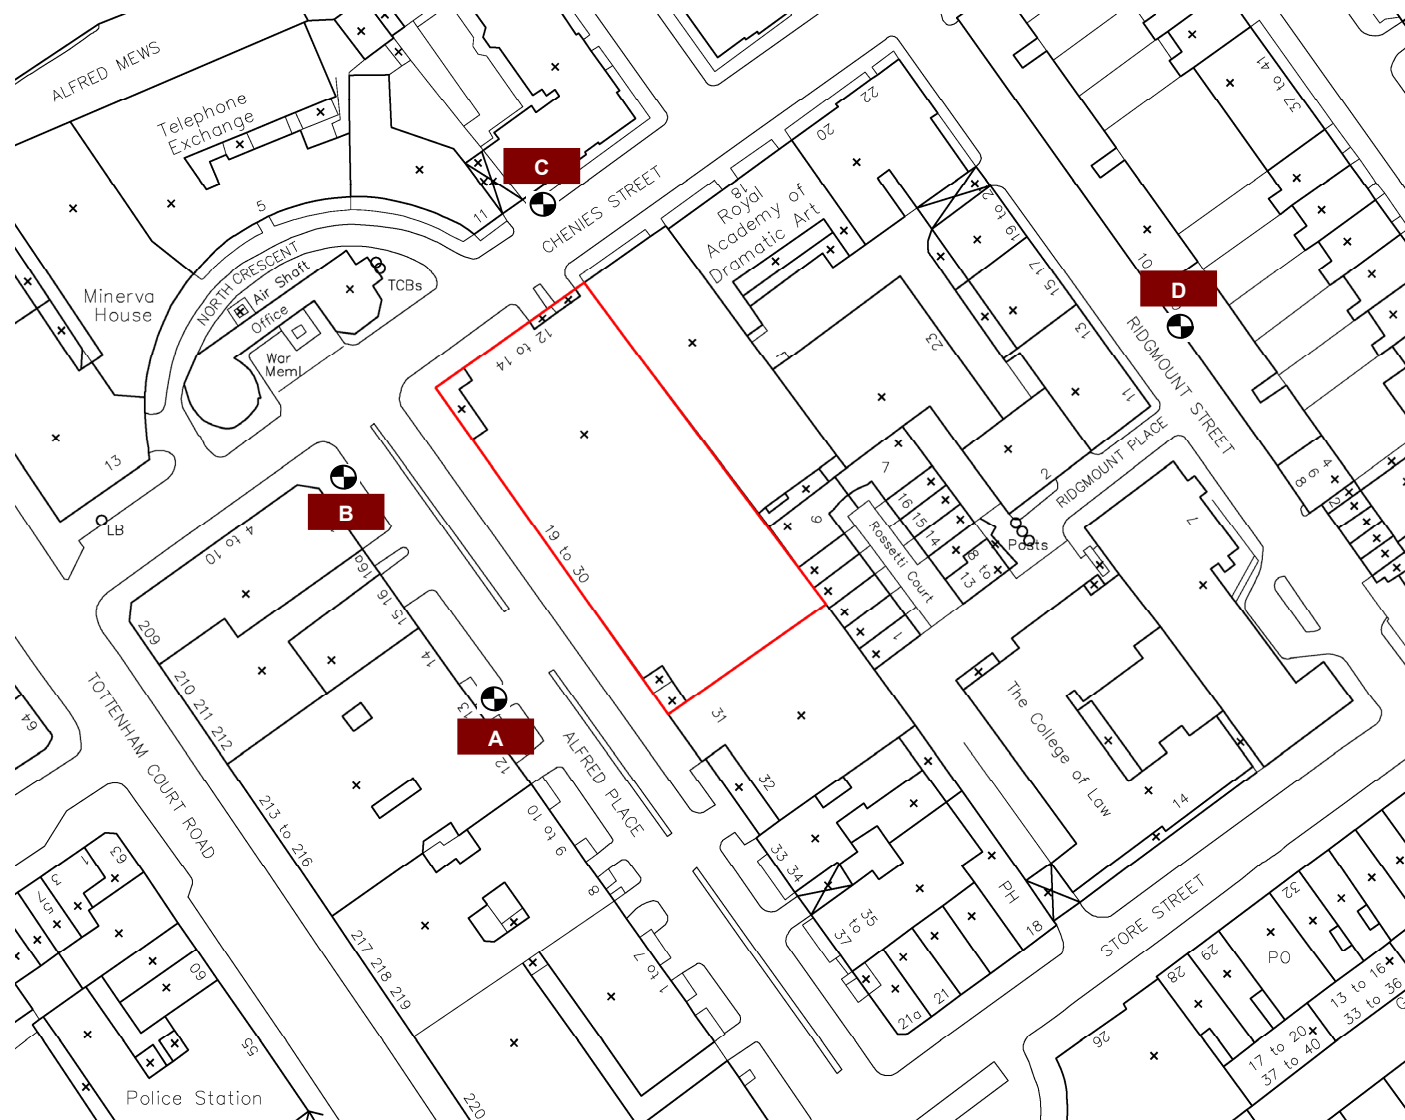 ALFRED MEWS
Telephone
Exchange
37 to 41
22
20
C
18
Royal
Academy of
Dramatic Art
5
11
CHENIES STREET
19 to 21
NORTH CRESCENT
Air Shaft
TCBs
Office
Minerva
House
War
Meml
10
D
15 17
13
11
RIDGMOUNT STREET
12 to 14
23
13
LB
B
4 to 10
16a
16
15
14
19 to 30
7
9
16
15
14
Rossetti Court
8 to
13
1
Posts
2
RIDGMOUNT PLACE
4
6
8
2
7
209
210
211
212
TOTTENHAM COURT ROAD
64
A
13
12
ALFRED PLACE
31
32
33
34
The College of Law
14
213 to 216
9 to 10
8
35
to
37
PH
18
STORE STREET
63
1
3
57
60
55
Police Station
217
218
219
220
1 to 7
21a
21
32
PO
29
28
26
13 to 16
33 to 36
17 to 20
37 to 40